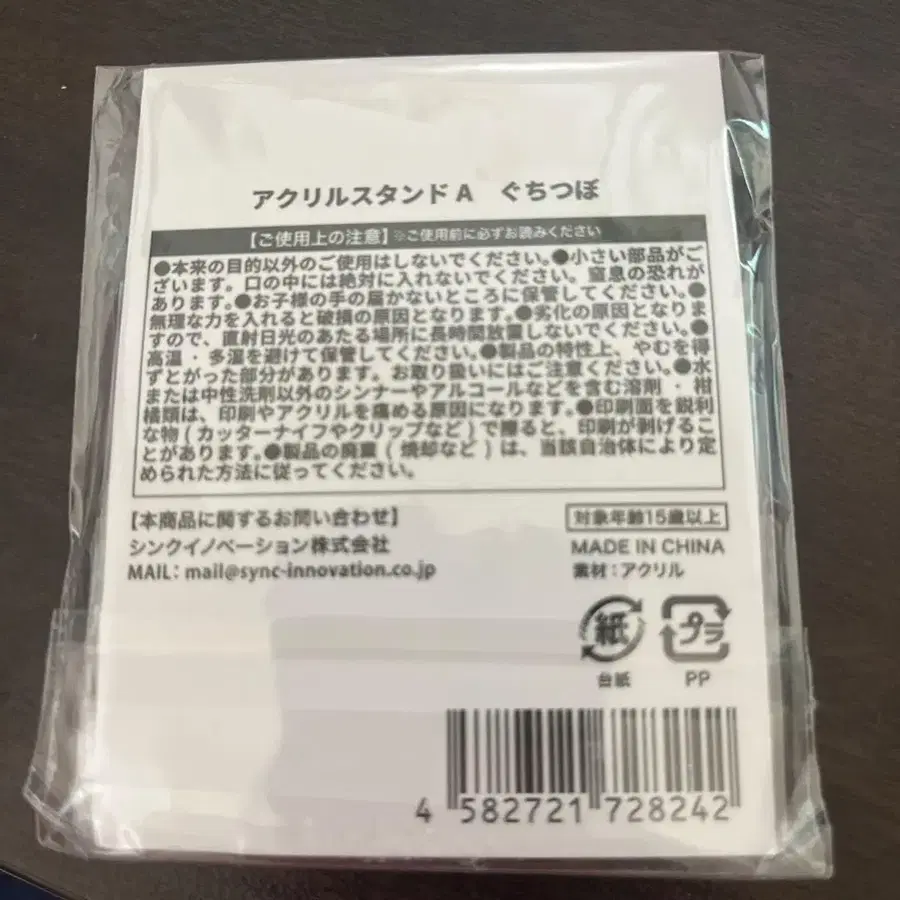 アクリルスタンド A　ぐちつぼ
【ご使用上の注意】※ご使用前に必ずお読みください
●本来の目的以外のご使用はしないでください。●小さい部品がご
ざいます。口の中には絶対に入れないでください。窒息の恐れが
あります。●お子様の手の届かないところに保管してください。●
無理な力を入れると破損の原因となります。●劣化の原因となりま
すので、直射日光のあたる場所に長時間放置しないでください。●
高温・多湿を避けて保管してください。●製品の特性上、やむを得
ずとがった部分があります。お取り扱いにはご注意ください。●水
または中性洗剤以外のシンナーやアルコールなどを含む溶剤・柑
橘類は、印刷やアクリルを痛める原因になります。●印刷面を鋭利
な物(カッターナイフやクリップなど)で擦ると、印刷が剥げるこ
とがあります。●製品の廃棄(焼却など)は、当該自治体により定
められた方法に従ってください。
【本商品に関するお問い合わせ】
シンクイノベーション株式会社
MAIL：mail@sync-innovation.co.jp
対象年齢15歳以上
MADE IN CHINA
素材：アクリル
紙 プラ
台紙 PP
4 582721 728242